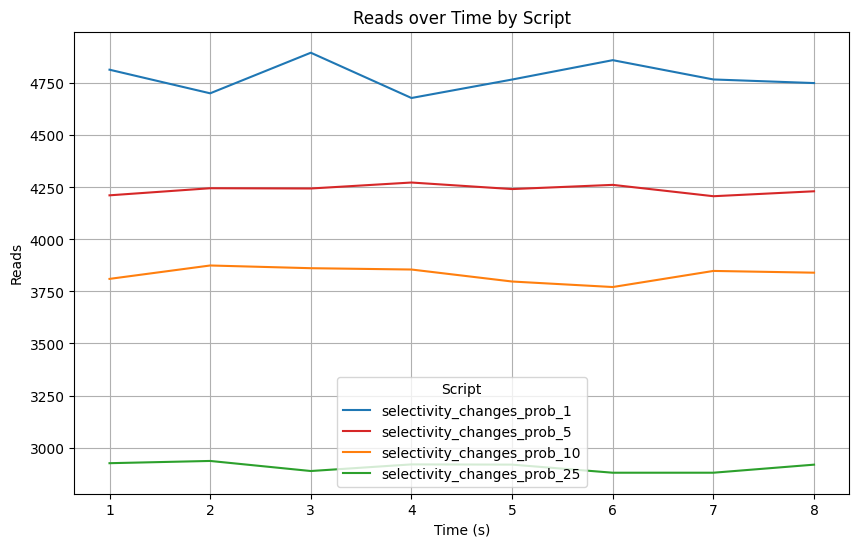 Reads over Time by Script
Reads
4750
4500
4250
4000
3750
3500
3250
3000
Script
selectivity_changes_prob_1
selectivity_changes_prob_5
selectivity_changes_prob_10
selectivity_changes_prob_25
1 2 3 4 5 6 7 8
Time (s)